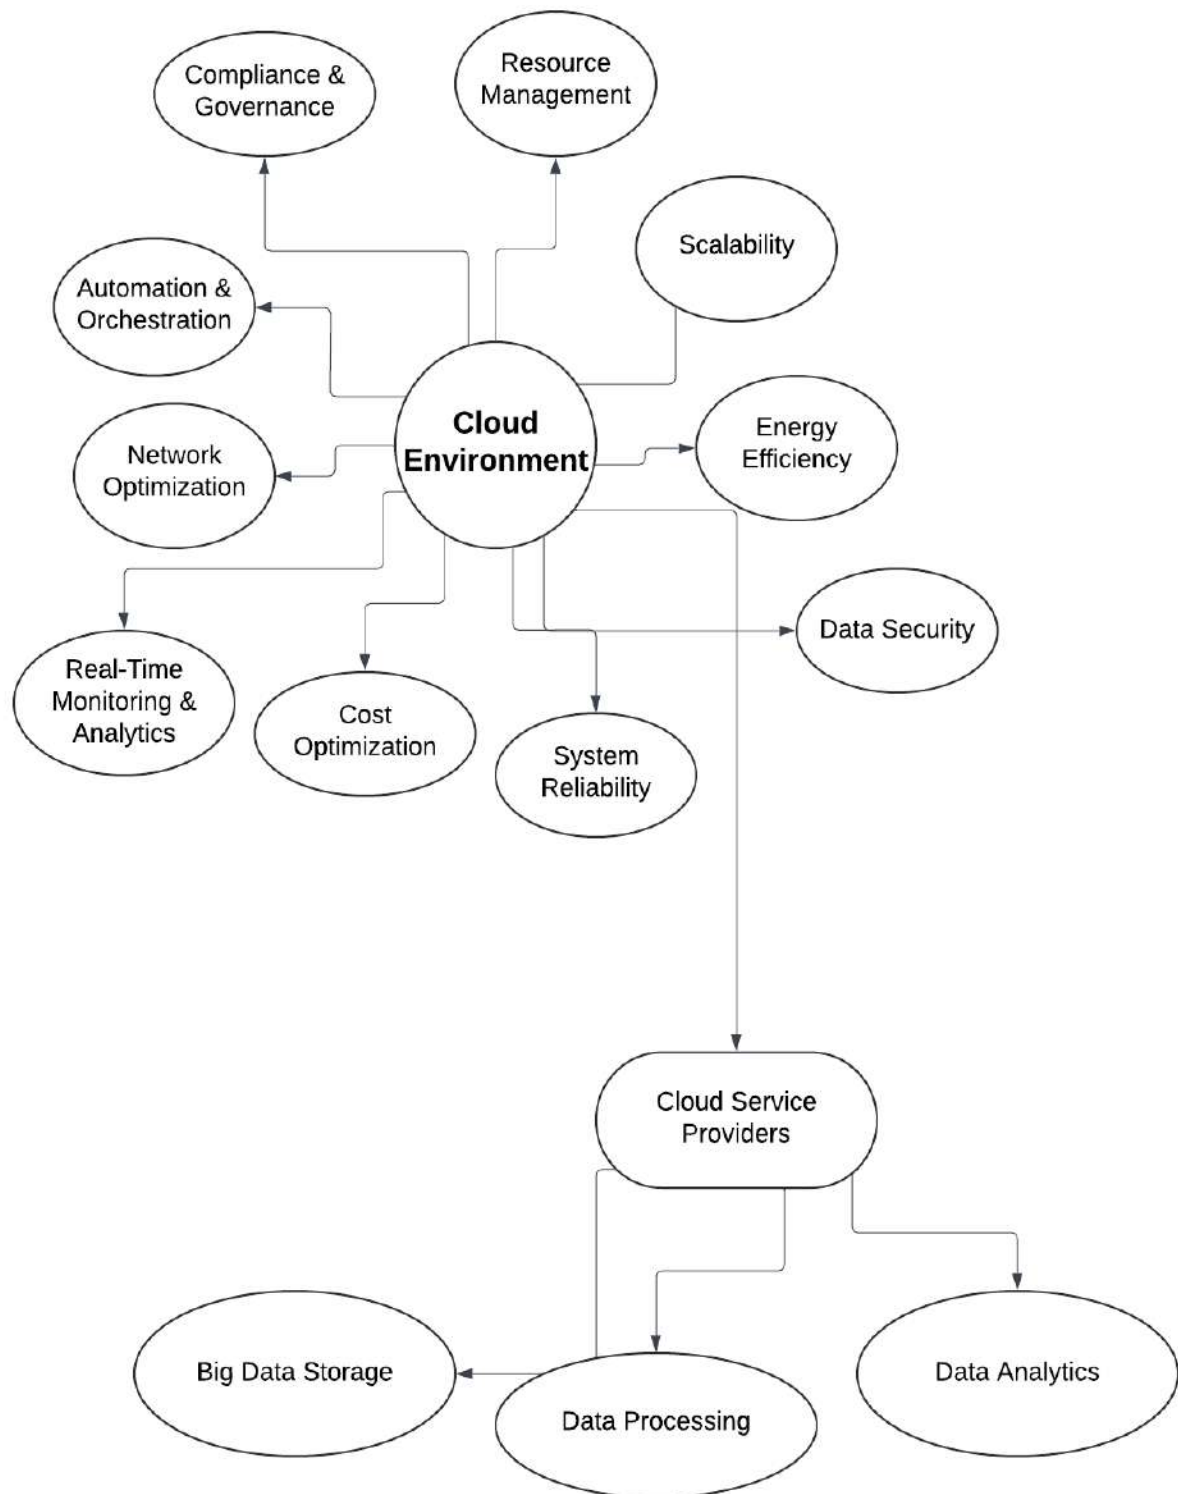 Compliance &
Governance
Resource
Management
Scalability
Automation &
Orchestration
Cloud
Environment
Energy
Efficiency
Network
Optimization
Data Security
Real-Time
Monitoring &
Analytics
Cost
Optimization
System
Reliability
Cloud Service
Providers
Big Data Storage
Data Processing
Data Analytics